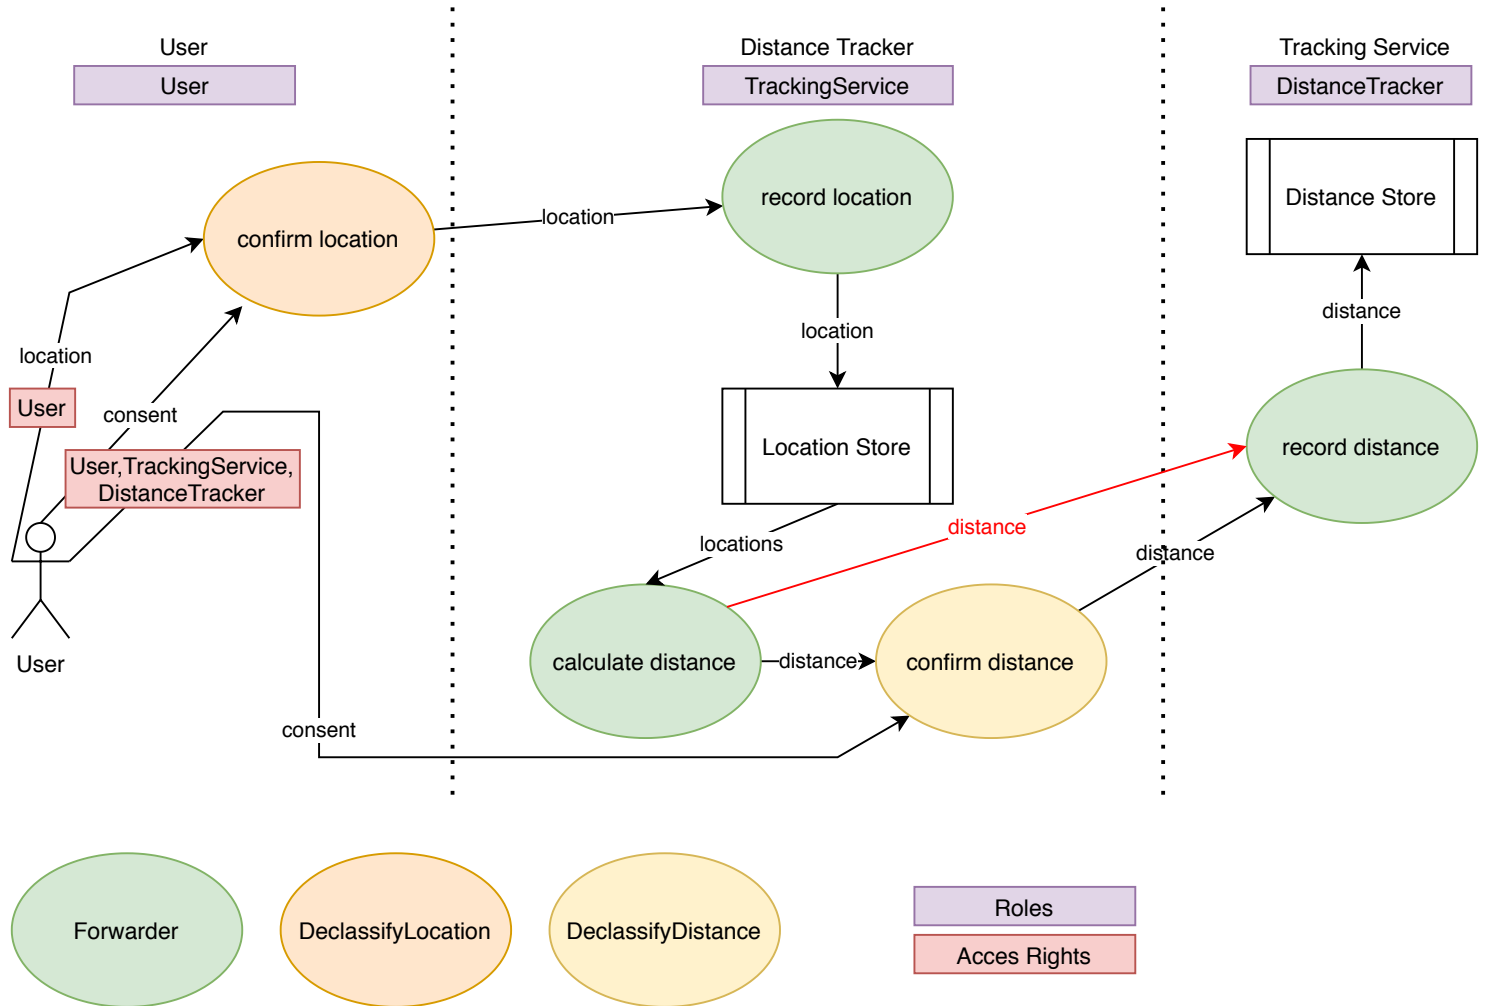 User
Distance Tracker
Tracking Service
User
TrackingService
DistanceTracker
confirm location
location
record location
Distance Store
location
consent
User
User,TrackingService,
DistanceTracker
location
Location Store
distance
record distance
locations
distance
distance
calculate distance
distance
confirm distance
User
consent
Forwarder
DeclassifyLocation
DeclassifyDistance
Roles
Acces Rights